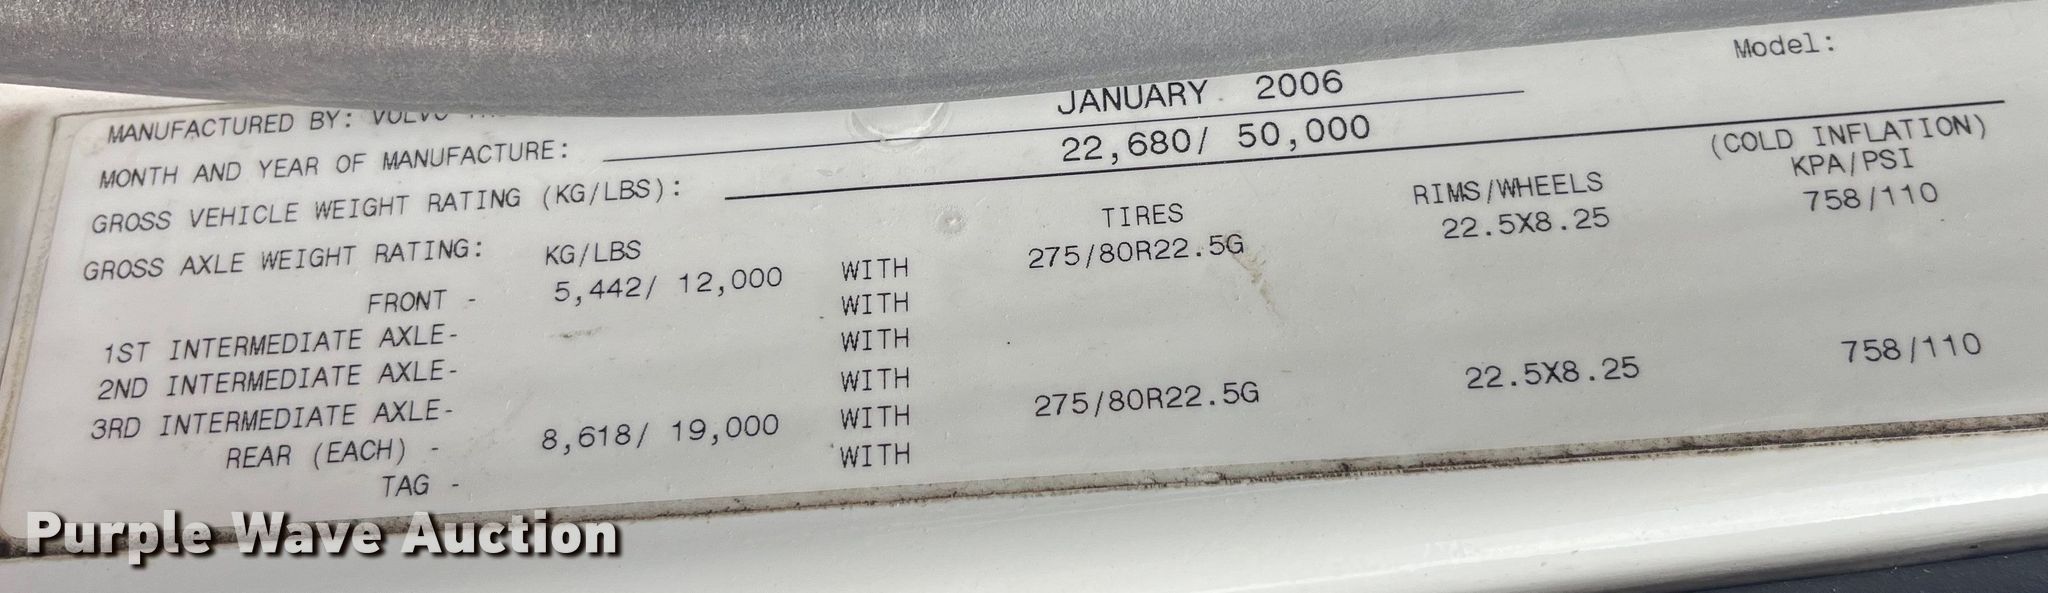 Model:
MANUFACTURED BY: VOLVO
MONTH AND YEAR OF MANUFACTURE: JANUARY 2006
GROSS VEHICLE WEIGHT RATING (KG/LBS): 22,680/ 50,000
(COLD INFLATION)
GROSS AXLE WEIGHT RATING: KG/LBS TIRES RIMS/WHEELS KPA/PSI
FRONT - 5,442/ 12,000 WITH 275/80R22.5G 22.5X8.25 758/110
1ST INTERMEDIATE AXLE- WITH
2ND INTERMEDIATE AXLE- WITH
3RD INTERMEDIATE AXLE- WITH
REAR (EACH) - 8,618/ 19,000 WITH 275/80R22.5G 22.5X8.25 758/110
TAG - WITH
Purple Wave Auction